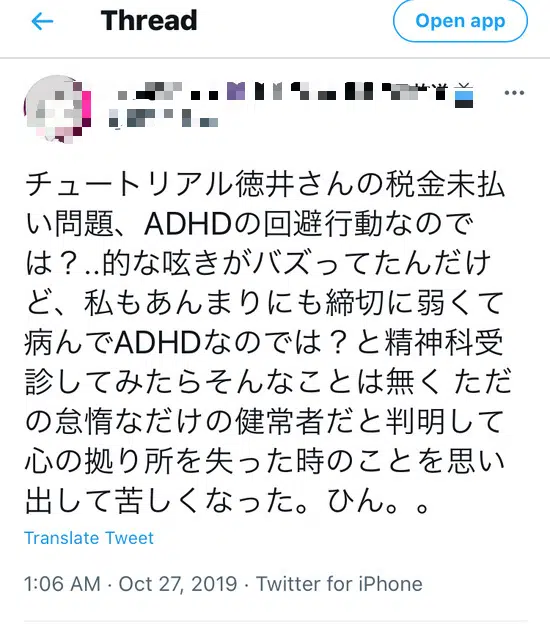 Thread
Open app
チュートリアル徳井さんの税金未払
い問題、ADHDの回避行動なので
は？..的な呟きがバズってたんだけ
ど、私もあんまりにも締切に弱くて
病んでADHDなのでは？と精神科受
診してみたらそんなことは無く ただ
の怠惰なだけの健常者だと判明して
心の拠り所を失った時のことを思い
出して苦しくなった。ひん。。
Translate Tweet
1:06 AM · Oct 27, 2019 · Twitter for iPhone